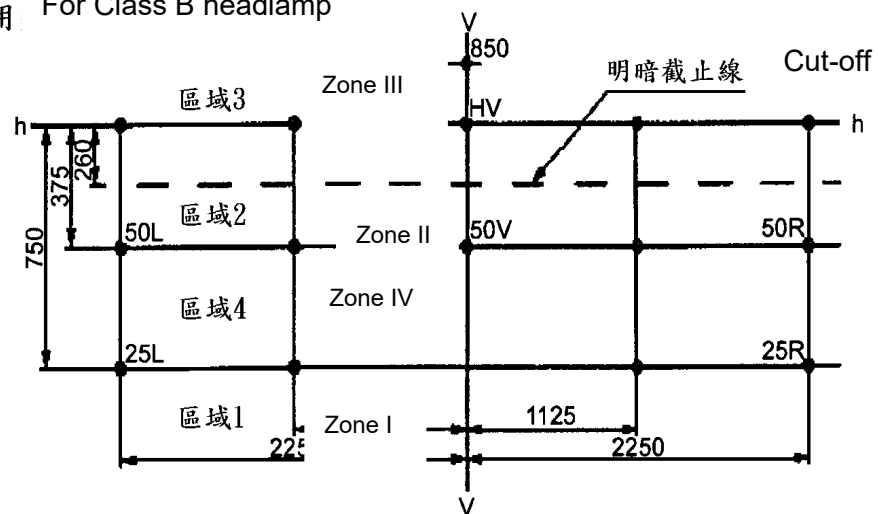 用 For Class B headlamp
V
850
明暗截止線 Cut-off
區域3 Zone III
h HV h
260
375
750
區域2 Zone II
50L 50V 50R
區域4 Zone IV
25L 25R
區域1 Zone I
1125
225 2250
V